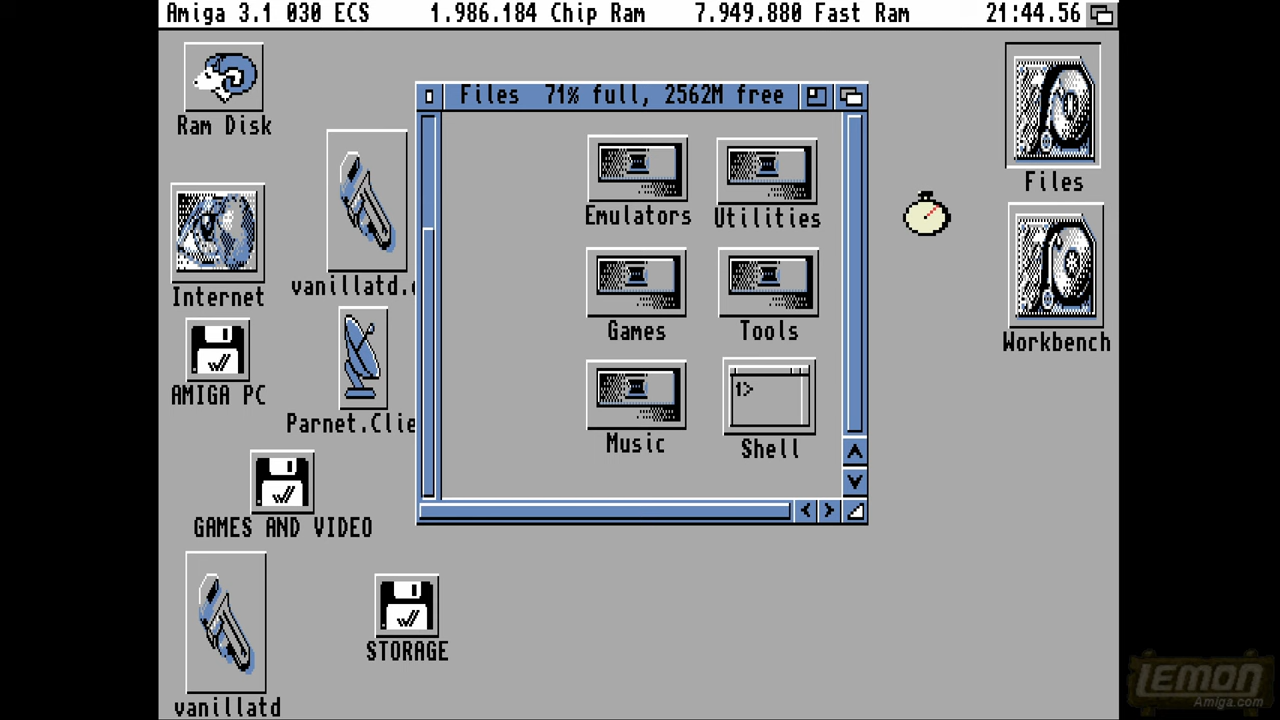 Amiga 3.1 030 ECS 1.986.184 Chip Ram 7.949.880 Fast Ram 21:44.56
Files 71% full, 2562M free
Ram Disk
Internet
AMIGA PC
GAMES AND VIDEO
vanillatd
vanillatd.
Parnet.Clie
STORAGE
Emulators
Utilities
Games
Tools
Music
1>
Shell
Files
Workbench
LEMON
Amiga.com